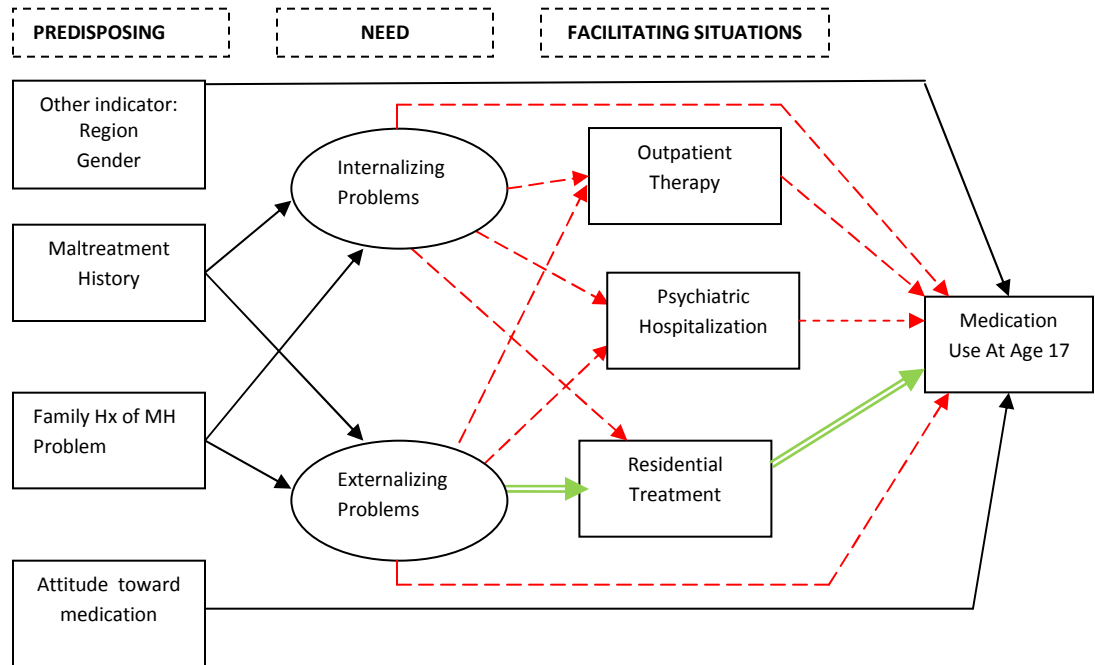 PREDISPOSING
NEED
FACILITATING SITUATIONS
Other indicator:
Region
Gender
Maltreatment
History
Family Hx of MH
Problem
Attitude toward
medication
Internalizing
Problems
Externalizing
Problems
Outpatient
Therapy
Psychiatric
Hospitalization
Residential
Treatment
Medication
Use At Age 17